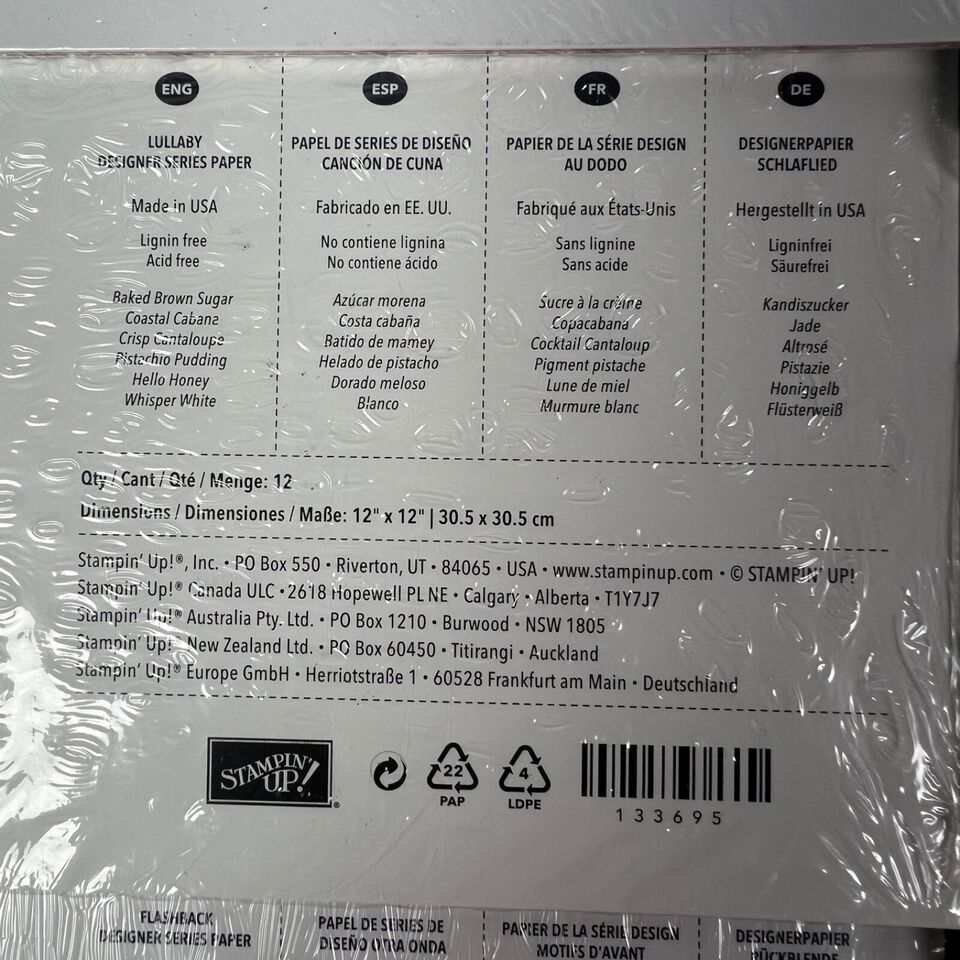 ENG
LULLABY
DESIGNER SERIES PAPER
Made in USA
Lignin free
Acid free
Baked Brown Sugar
Coastal Cabana
Crisp Cantaloupe
Pistachio Pudding
Hello Honey
Whisper White
ESP
PAPEL DE SERIES DE DISEÑO
CANCIÓN DE CUNA
Fabricado en EE. UU.
No contiene lignina
No contiene ácido
Azúcar morena
Costa cabaña
Batido de mamey
Helado de pistacho
Dorado meloso
Blanco
FR
PAPIER DE LA SÉRIE DESIGN
AU DODO
Fabriqué aux États-Unis
Sans lignine
Sans acide
Sucre à la crème
Copacabana
Cocktail Cantaloup
Pigment pistache
Lune de miel
Murmure blanc
DE
DESIGNERPAPIER
SCHLAFLIED
Hergestellt in USA
Ligninfrei
Säurefrei
Kandiszucker
Jade
Altrosé
Pistazie
Honiggelb
Flüsterweiß
Qty / Cant / Qté / Menge: 12
Dimensions / Dimensiones / Maße: 12" x 12" | 30.5 x 30.5 cm
Stampin' Up!®, Inc. • PO Box 550 • Riverton, UT • 84065 • USA • www.stampinup.com • © STAMPIN' UP!
Stampin' Up!® Canada ULC • 2618 Hopewell PL NE • Calgary • Alberta • T1Y7J7
Stampin' Up!® Australia Pty. Ltd. • PO Box 1210 • Burwood • NSW 1805
Stampin' Up!® New Zealand Ltd. • PO Box 60450 • Titirangi • Auckland
Stampin' Up!® Europe GmbH • Herriotstraße 1 • 60528 Frankfurt am Main • Deutschland
STAMPIN' UP!®
22
PAP
4
LDPE
133695
FLASHBACK
DESIGNER SERIES PAPER
PAPEL DE SERIES DE
DISEÑO OTRA ONDA
PAPIER DE LA SÉRIE DESIGN
MOTIFS D'AVANT
DESIGNERPAPIER
RÜCKBLENDE